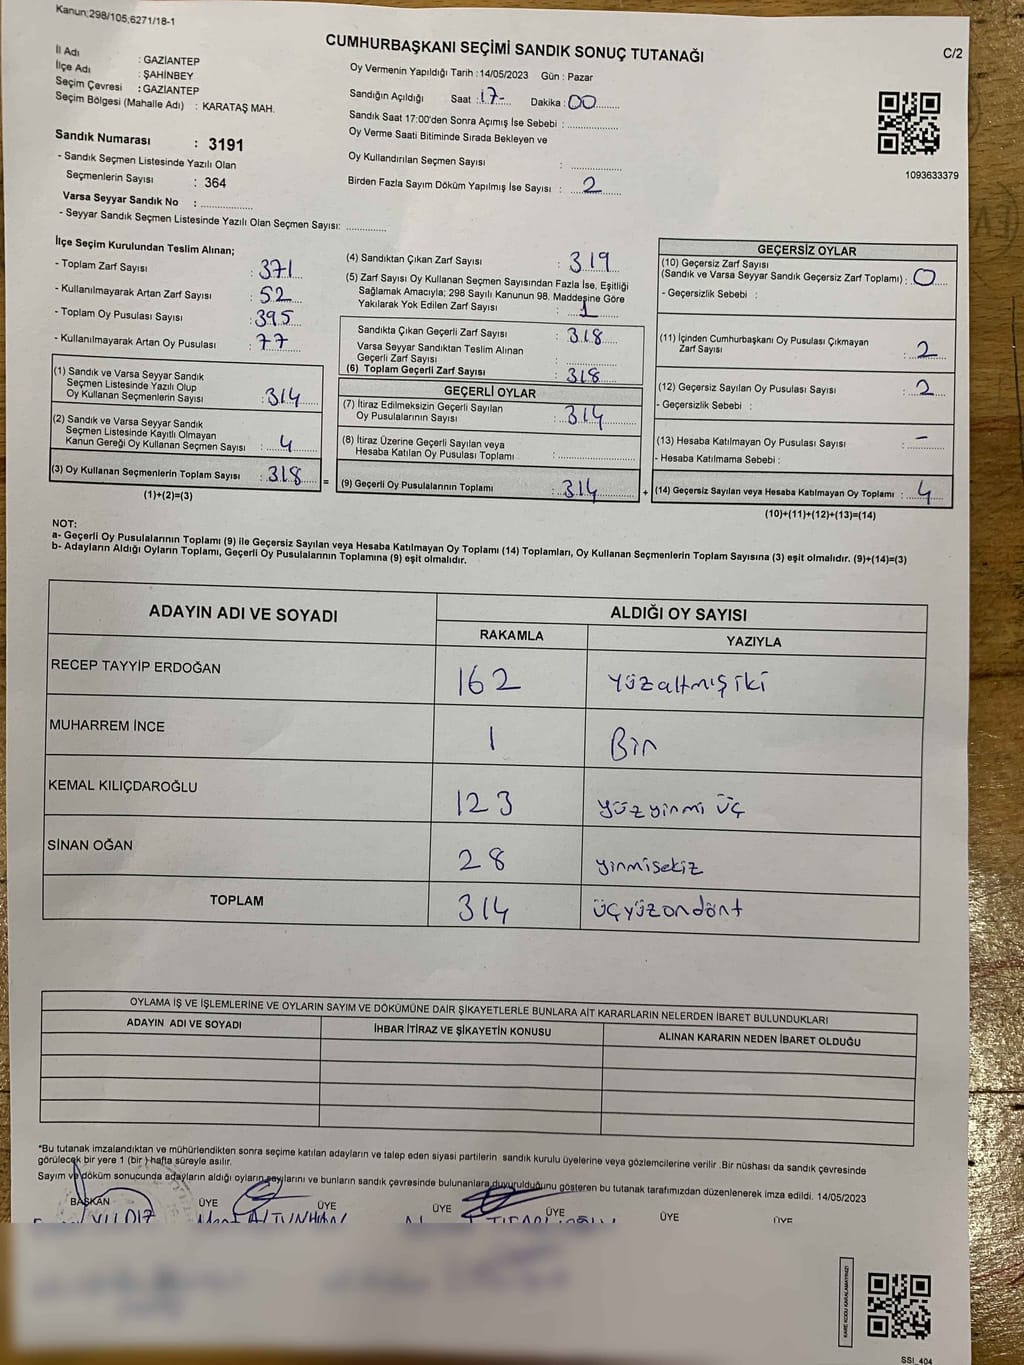 Kanun;298/105,6271/18-1
CUMHURBAŞKANI SEÇİMİ SANDIK SONUÇ TUTANAĞI
C/2
İl Adı : GAZİANTEP
İlçe Adı : ŞAHİNBEY
Seçim Çevresi : GAZİANTEP
Seçim Bölgesi (Mahalle Adı) : KARATAŞ MAH.
Sandık Numarası : 3191
- Sandık Seçmen Listesinde Yazılı Olan
Seçmenlerin Sayısı : 364
Varsa Seyyar Sandık No : ..............
- Seyyar Sandık Seçmen Listesinde Yazılı Olan Seçmen Sayısı: ............
Oy Vermenin Yapıldığı Tarih :14/05/2023 Gün : Pazar
Sandığın Açıldığı Saat :17- Dakika :00
Sandık Saat 17:00'den Sonra Açımış İse Sebebi : ..............
Oy Verme Saati Bitiminde Sırada Bekleyen ve
Oy Kullandırılan Seçmen Sayısı : ..............
Birden Fazla Sayım Döküm Yapılmış İse Sayısı : 2
1093633379
İlçe Seçim Kurulundan Teslim Alınan;
- Toplam Zarf Sayısı : 371
- Kullanılmayarak Artan Zarf Sayısı : 52
- Toplam Oy Pusulası Sayısı : 395
- Kullanılmayarak Artan Oy Pusulası : 77
(1) Sandık ve Varsa Seyyar Sandık
Seçmen Listesinde Yazılı Olup
Oy Kullanan Seçmenlerin Sayısı : 314
(2) Sandık ve Varsa Seyyar Sandık
Seçmen Listesinde Kayıtlı Olmayan
Kanun Gereği Oy Kullanan Seçmen Sayısı : 4
(3) Oy Kullanan Seçmenlerin Toplam Sayısı : 318
(1)+(2)=(3)
=
(4) Sandıktan Çıkan Zarf Sayısı : 319
(5) Zarf Sayısı Oy Kullanan Seçmen Sayısından Fazla İse, Eşitliği
Sağlamak Amacıyla; 298 Sayılı Kanunun 98. Maddesine Göre
Yakılarak Yok Edilen Zarf Sayısı : 1
Sandıkta Çıkan Geçerli Zarf Sayısı : 318
Varsa Seyyar Sandıktan Teslim Alınan
Geçerli Zarf Sayısı : ..............
(6) Toplam Geçerli Zarf Sayısı : 318
GEÇERLİ OYLAR
(7) İtiraz Edilmeksizin Geçerli Sayılan
Oy Pusulalarının Sayısı : 314
(8) İtiraz Üzerine Geçerli Sayılan veya
Hesaba Katılan Oy Pusulaları Toplamı : ..............
(9) Geçerli Oy Pusulalarının Toplamı : 314
+
GEÇERSİZ OYLAR
(10) Geçersiz Zarf Sayısı
(Sandık ve Varsa Seyyar Sandık Geçersiz Zarf Toplamı) : 0
- Geçersizlik Sebebi :
(11) İçinden Cumhurbaşkanı Oy Pusulası Çıkmayan
Zarf Sayısı : 2
(12) Geçersiz Sayılan Oy Pusulası Sayısı : 2
- Geçersizlik Sebebi :
(13) Hesaba Katılmayan Oy Pusulası Sayısı : -
- Hesaba Katılmama Sebebi :
(14) Geçersiz Sayılan veya Hesaba Katılmayan Oy Toplamı : 4
(10)+(11)+(12)+(13)=(14)
NOT:
a- Geçerli Oy Pusulalarının Toplamı (9) ile Geçersiz Sayılan veya Hesaba Katılmayan Oy Toplamı (14) Toplamları, Oy Kullanan Seçmenlerin Toplam Sayısına (3) eşit olmalıdır. (9)+(14)=(3)
b- Adayların Aldığı Oyların Toplamı, Geçerli Oy Pusulalarının Toplamına (9) eşit olmalıdır.
ADAYIN ADI VE SOYADI ALDIĞI OY SAYISI
RAKAMLA YAZIYLA
RECEP TAYYİP ERDOĞAN 162 Yüzaltmışiki
MUHARREM İNCE 1 Bir
KEMAL KILIÇDAROĞLU 123 yüzyirmi üç
SİNAN OĞAN 28 yirmisekiz
TOPLAM 314 üçyüzondört
OYLAMA İŞ VE İŞLEMLERİNE VE OYLARIN SAYIM VE DÖKÜMÜNE DAİR ŞİKAYETLERLE BUNLARA AİT KARARLARIN NELERDEN İBARET BULUNDUKLARI
ADAYIN ADI VE SOYADI İHBAR İTİRAZ VE ŞİKAYETİN KONUSU ALINAN KARARIN NEDEN İBARET OLDUĞU
*Bu tutanak imzalandıktan ve mühürlendikten sonra seçime katılan adayların ve talep eden siyasi partilerin sandık kurulu üyelerine veya gözlemcilerine verilir .Bir nüshası da sandık çevresinde
görülecek bir yere 1 (bir ) hafta süreyle asılır.
Sayım ve döküm sonucunda adayların aldığı oyların sayılarını ve bunların sandık çevresinde bulunanlara duyurulduğunu gösteren bu tutanak tarafımızdan düzenlenerek imza edildi. 14/05/2023
BAŞKAN ÜYE ÜYE ÜYE ÜYE ÜYE ÜYE
YILDIZ ALTUNHAN
KARE KODU KARALAMAYINIZ!
SSI_404